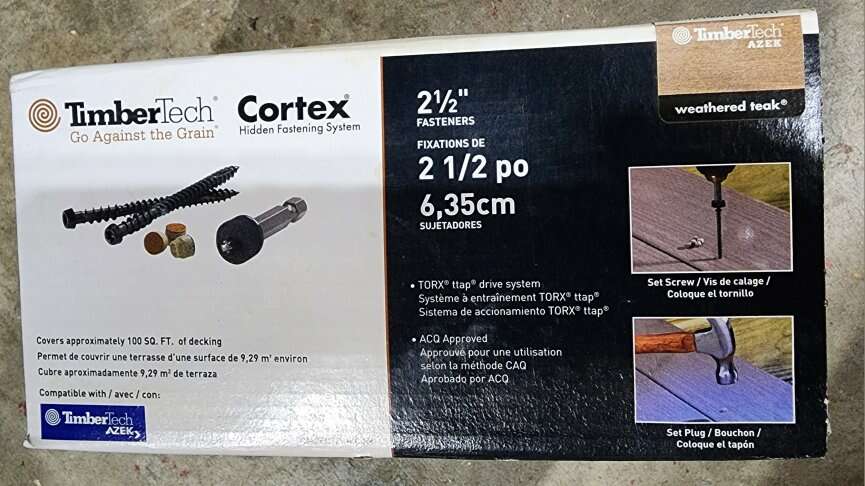 TimberTech®
Go Against the Grain®
Cortex®
Hidden Fastening System
Covers approximately 100 SQ. FT. of decking
Permet de couvrir une terrasse d'une surface de 9,29 m² environ
Cubre aproximadamente 9,29 m² de terraza
Compatible with / avec / con:
TimberTech
AZEK
2½"
FASTENERS
FIXATIONS DE
2 1/2 po
6,35cm
SUJETADORES
• TORX® ttap® drive system
Système à entraînement TORX® ttap®
Sistema de accionamiento TORX® ttap®
• ACQ Approved
Approuvé pour une utilisation
selon la méthode CAQ
Aprobado por ACQ
TimberTech®
AZEK
weathered teak®
Set Screw / Vis de calage /
Coloque el tornillo
Set Plug / Bouchon /
Coloque el tapón